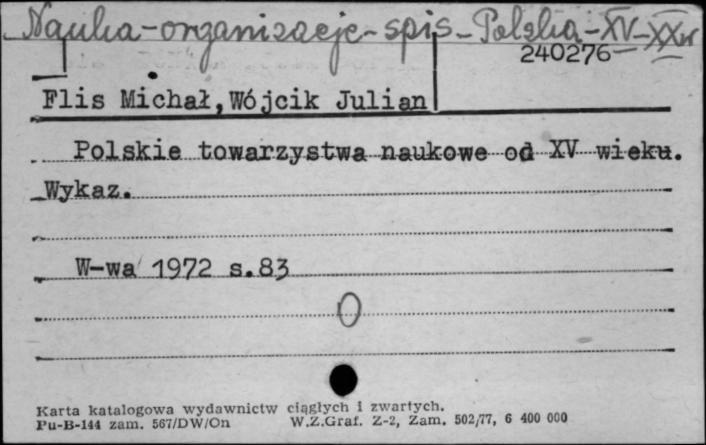 Nauka-organizacje-spis-Polska-XV-XXw
240276
Flis Michał,Wójcik Julian
Polskie towarzystwa naukowe od XV wieku.
Wykaz.
W-wa 1972 s.83
Karta katalogowa wydawnictw ciągłych i zwartych.
Pu-B-144 zam. 567/DW/On W.Z.Graf. Z-2, Zam. 502/77, 6 400 000